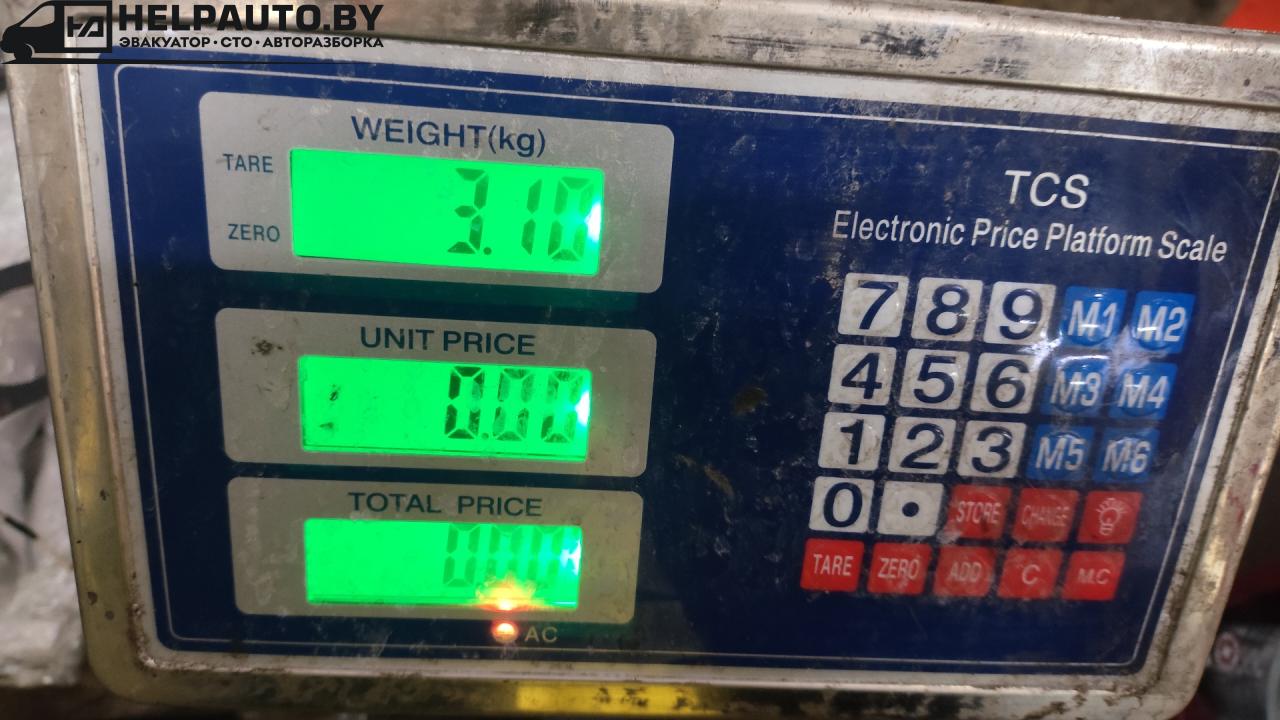 HELPAUTO.BY
ЭВАКУАТОР·СТО·АВТОРАЗБОРКА
WEIGHT(kg)
TARE
3.10
ZERO
UNIT PRICE
0.00
TOTAL PRICE
0.00
AC
TCS
Electronic Price Platform Scale
7 8 9 M1 M2
4 5 6 M3 M4
1 2 3 M5 M6
0 . STORE CHANGE
TARE ZERO ADD C M.C